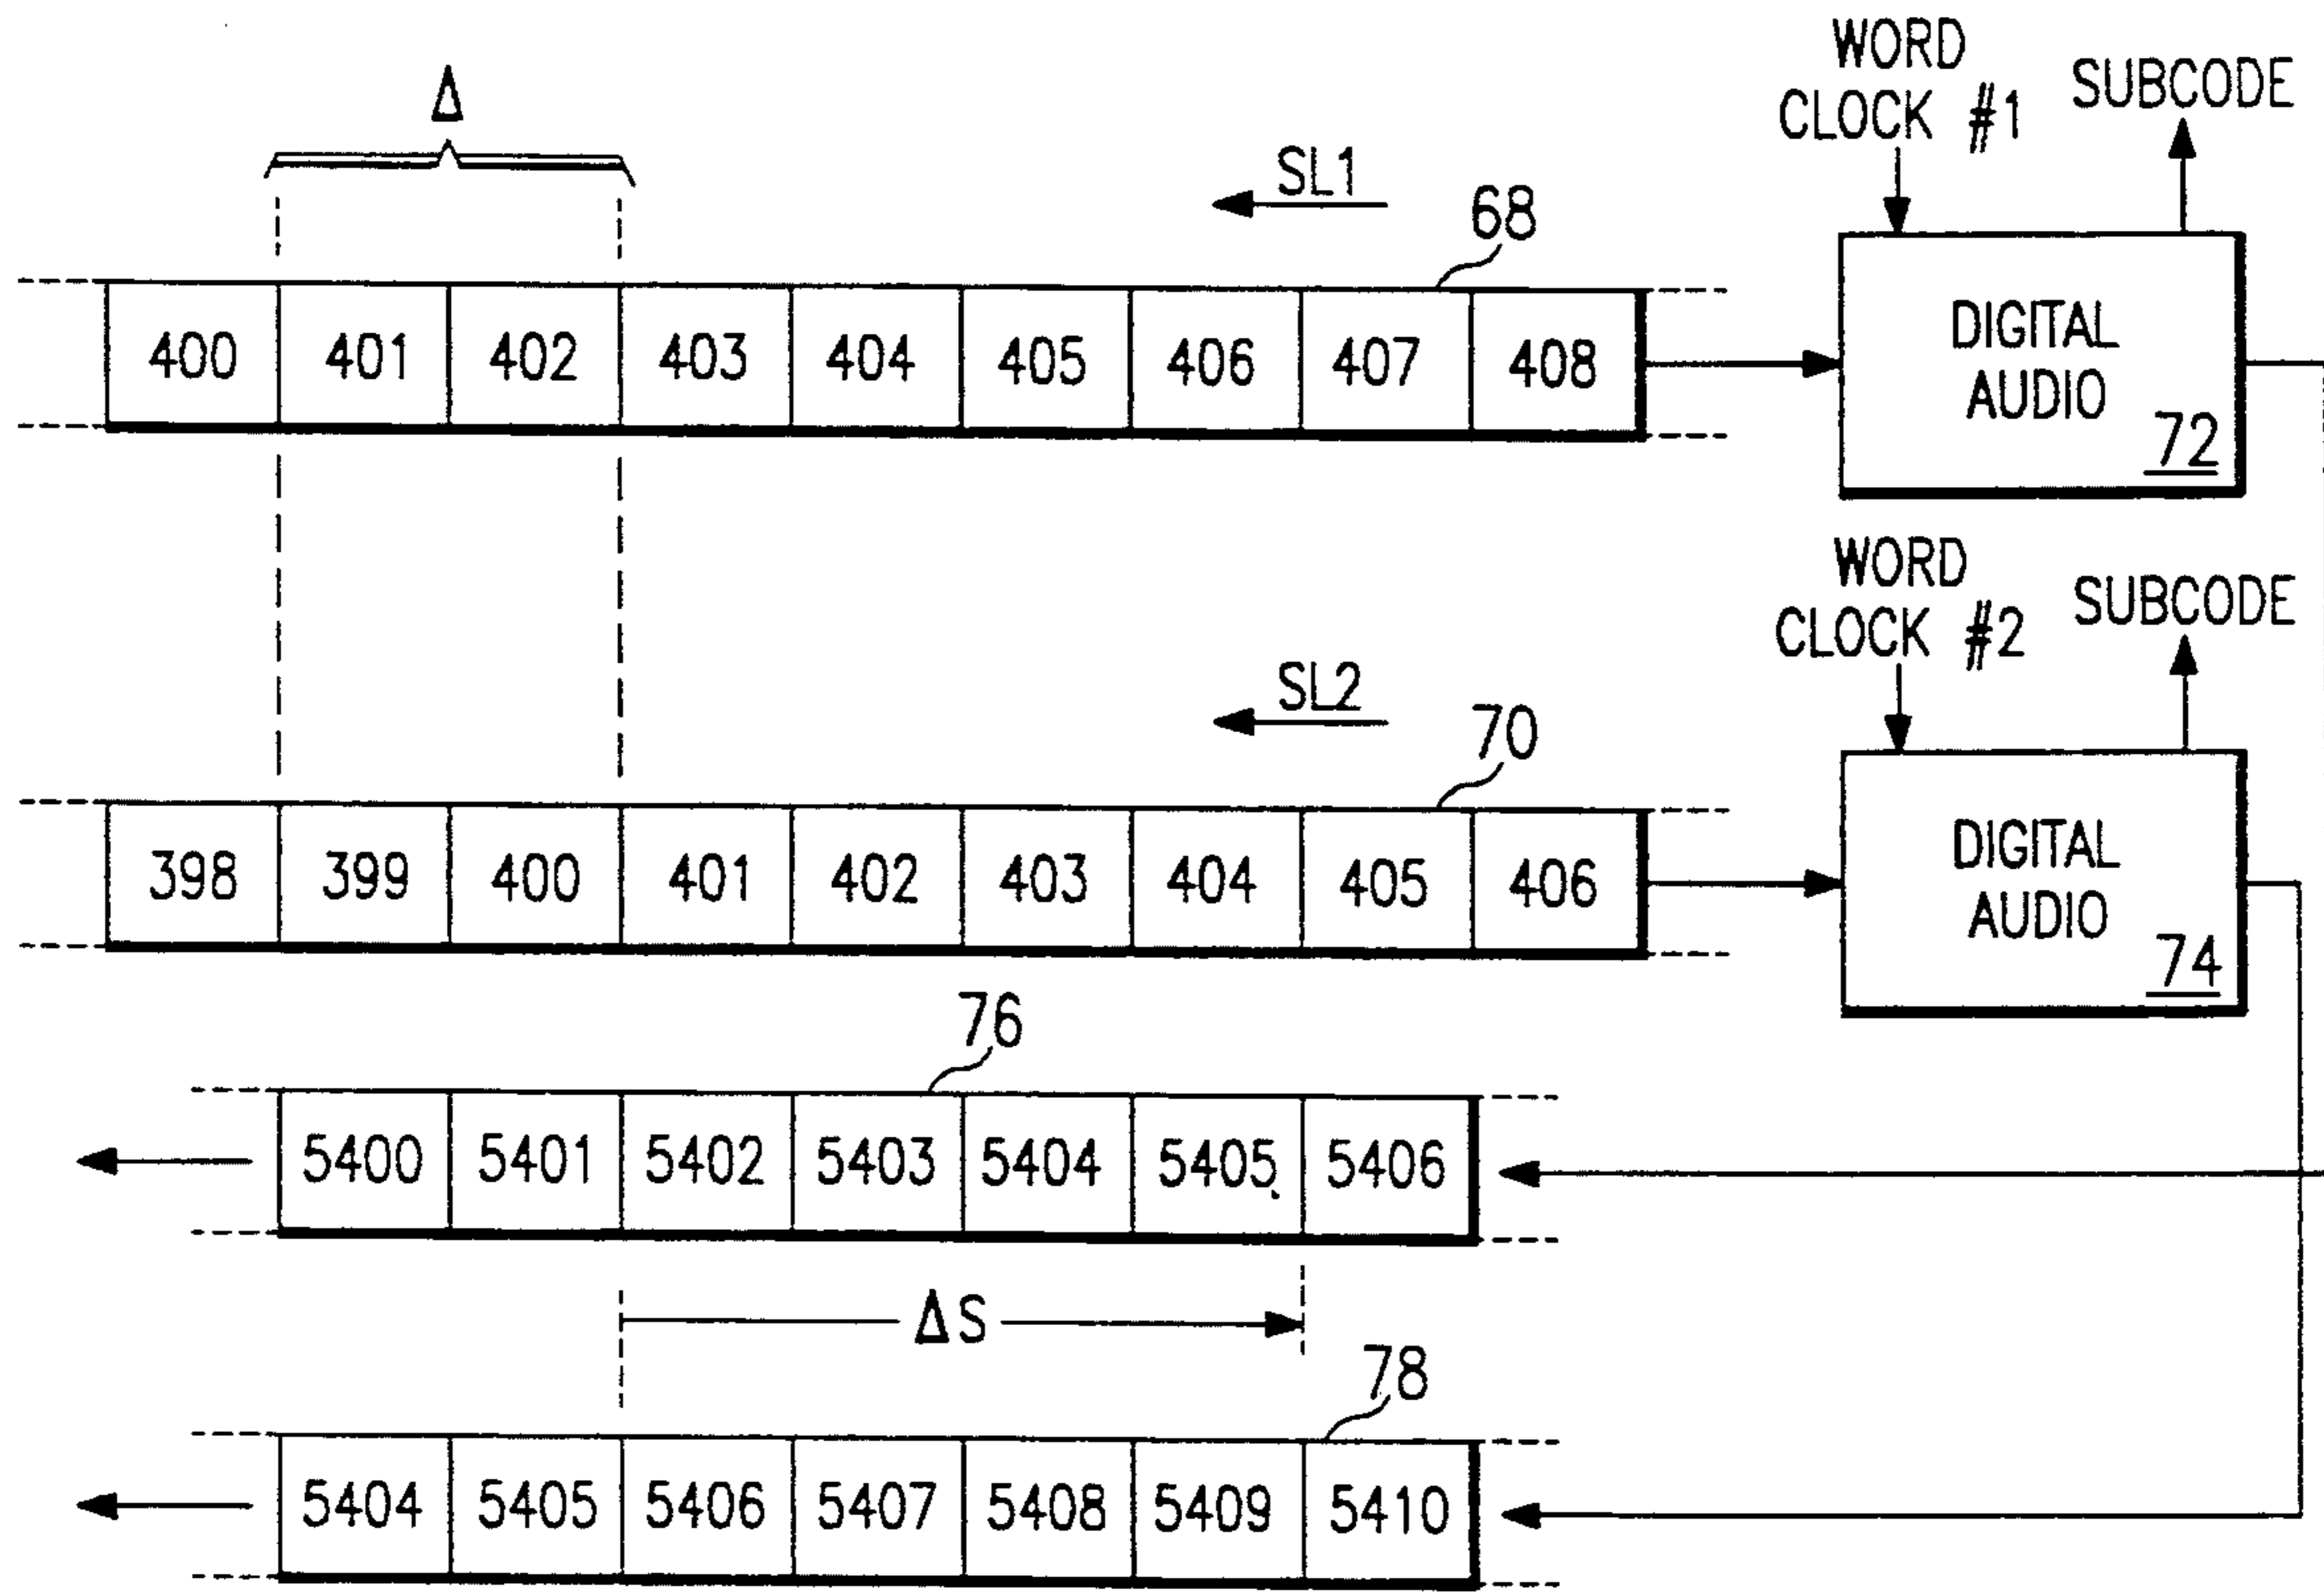 Δ
SL1
68
WORD
CLOCK #1
SUBCODE
400 401 402 403 404 405 406 407 408
DIGITAL
AUDIO
72
SL2
70
WORD
CLOCK #2
SUBCODE
398 399 400 401 402 403 404 405 406
DIGITAL
AUDIO
74
76
5400 5401 5402 5403 5404 5405 5406
ΔS
78
5404 5405 5406 5407 5408 5409 5410